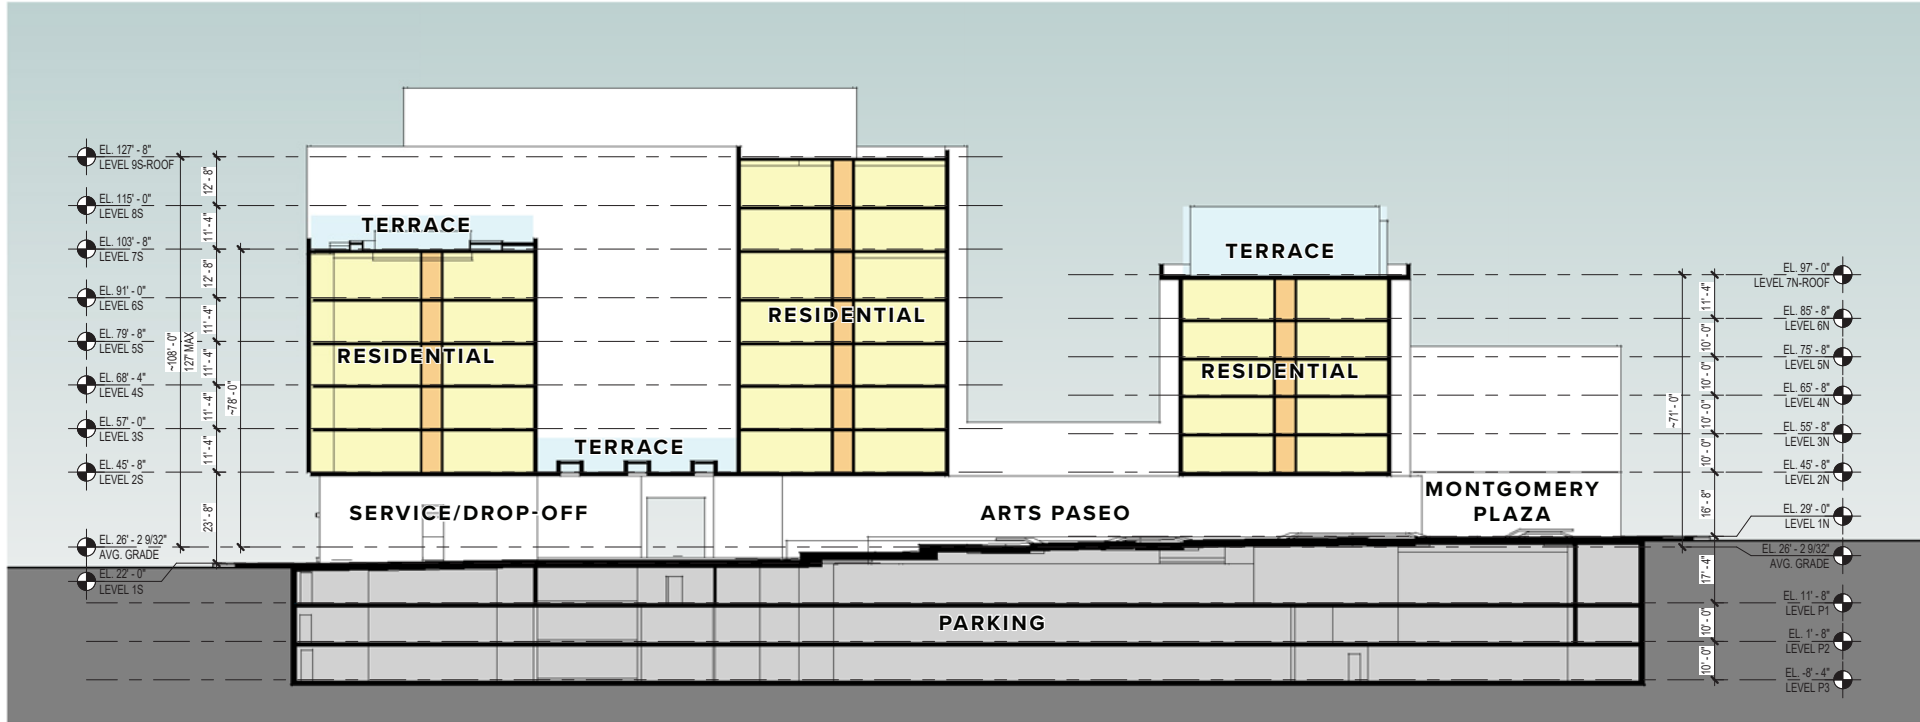 EL. 127' - 8"
LEVEL 9S-ROOF
EL. 115' - 0"
LEVEL 8S
EL. 103' - 8"
LEVEL 7S
EL. 91' - 0"
LEVEL 6S
EL. 79' - 8"
LEVEL 5S
EL. 68' - 4"
LEVEL 4S
EL. 57' - 0"
LEVEL 3S
EL. 45' - 8"
LEVEL 2S
EL. 26' - 2 9/32"
AVG. GRADE
EL. 22' - 0"
LEVEL 1S
~108' - 0"
127' MAX
12' - 8"
11' - 4"
12' - 8"
11' - 4"
11' - 4"
11' - 4"
11' - 4"
23' - 8"
~78' - 0"
TERRACE
RESIDENTIAL
TERRACE
SERVICE/DROP-OFF
RESIDENTIAL
ARTS PASEO
TERRACE
RESIDENTIAL
MONTGOMERY
PLAZA
PARKING
~71' - 0"
11' - 4"
10' - 0"
10' - 0"
10' - 0"
10' - 0"
16' - 8"
17' - 4"
10' - 0"
10' - 0"
EL. 97' - 0"
LEVEL 7N-ROOF
EL. 85' - 8"
LEVEL 6N
EL. 75' - 8"
LEVEL 5N
EL. 65' - 8"
LEVEL 4N
EL. 55' - 8"
LEVEL 3N
EL. 45' - 8"
LEVEL 2N
EL. 29' - 0"
LEVEL 1N
EL. 26' - 2 9/32"
AVG. GRADE
EL. 11' - 8"
LEVEL P1
EL. 1' - 8"
LEVEL P2
EL. -8' - 4"
LEVEL P3